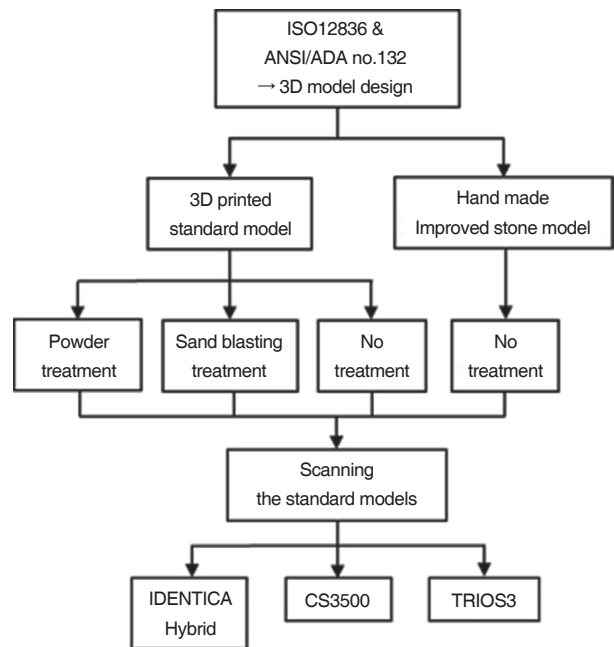 ISO12836 &
ANSI/ADA no.132
→ 3D model design
3D printed
standard model
Hand made
Improved stone model
Powder
treatment
Sand blasting
treatment
No
treatment
No
treatment
Scanning
the standard models
IDENTICA
Hybrid
CS3500
TRIOS3